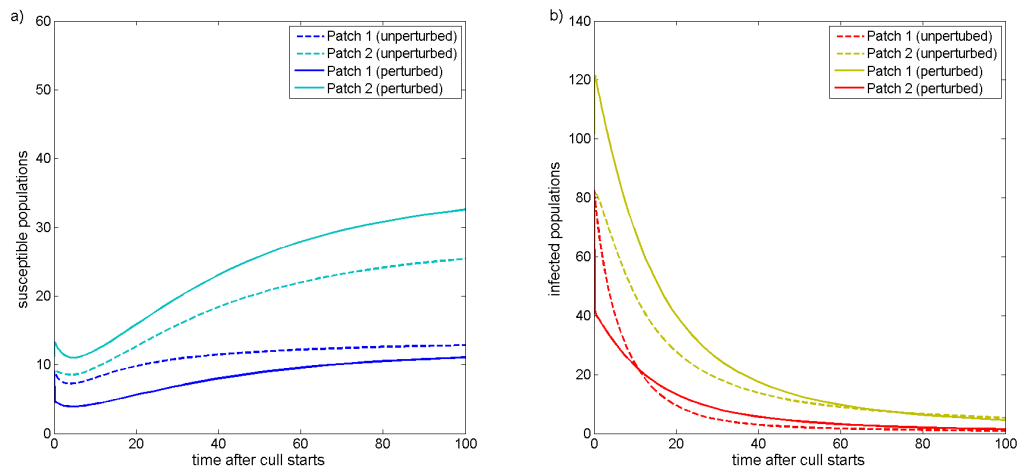 a)
60
50
40
30
20
10
0
susceptible populations
0 20 40 60 80 100
time after cull starts
Patch 1 (unperturbed)
Patch 2 (unperturbed)
Patch 1 (perturbed)
Patch 2 (perturbed)
b)
140
120
100
80
60
40
20
0
infected populations
0 20 40 60 80 100
time after cull starts
Patch 1 (unpertubed)
Patch 2 (unperturbed)
Patch 1 (perturbed)
Patch 2 (perturbed)